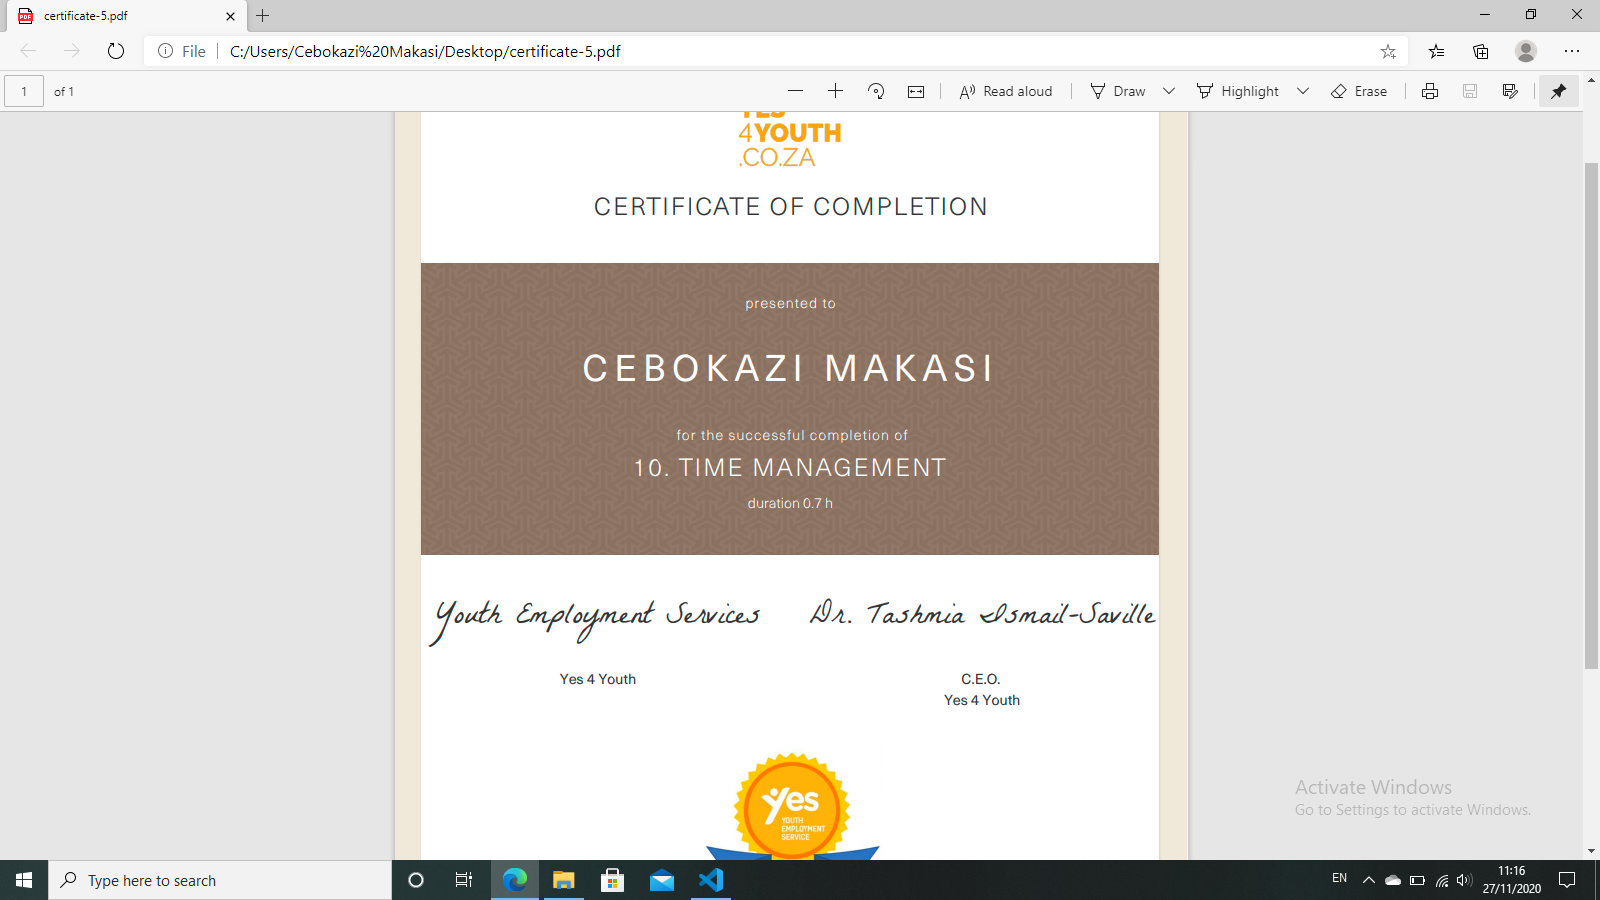 certificate-5.pdf
File
C:/Users/Cebokazi%20Makasi/Desktop/certificate-5.pdf
1
of 1
Read aloud
Draw
Highlight
Erase
YES
4YOUTH
.CO.ZA
CERTIFICATE OF COMPLETION
presented to
CEBOKAZI MAKASI
for the successful completion of
10. TIME MANAGEMENT
duration 0.7 h
Youth Employment Services
Dr. Tashmia Ismail-Saville
Yes 4 Youth
C.E.O.
Yes 4 Youth
yes
YOUTH
EMPLOYMENT
SERVICE
Activate Windows
Go to Settings to activate Windows.
Type here to search
EN
11:16
27/11/2020